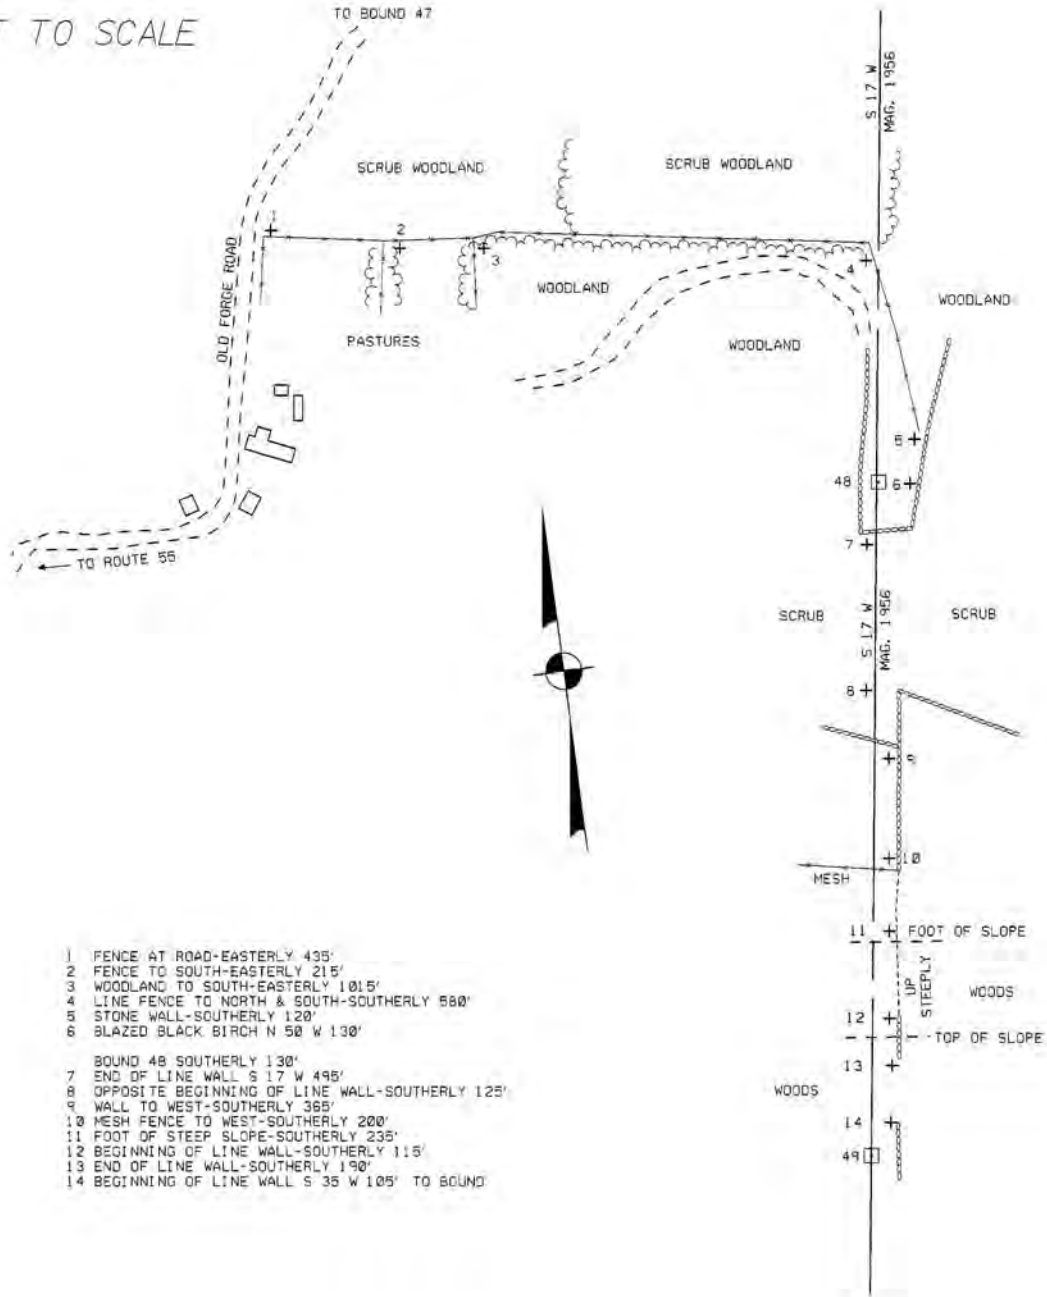 TO BOUND 47
T TO SCALE
S 17 W
MAG. 1956
SCRUB WOODLAND
SCRUB WOODLAND
1
2
3
4
OLD FORGE ROAD
WOODLAND
WOODLAND
PASTURES
WOODLAND
5
48
6
7
TO ROUTE 55
SCRUB
S 17 W
MAG. 1956
SCRUB
8
9
10
MESH
11
FOOT OF SLOPE
UP
STEEPLY
WOODS
12
TOP OF SLOPE
13
WOODS
14
49
1 FENCE AT ROAD-EASTERLY 435'
2 FENCE TO SOUTH-EASTERLY 215'
3 WOODLAND TO SOUTH-EASTERLY 1015'
4 LINE FENCE TO NORTH & SOUTH-SOUTHERLY 580'
5 STONE WALL-SOUTHERLY 120'
6 BLAZED BLACK BIRCH N 50 W 130'
BOUND 48 SOUTHERLY 130'
7 END OF LINE WALL S 17 W 495'
8 OPPOSITE BEGINNING OF LINE WALL-SOUTHERLY 125'
9 WALL TO WEST-SOUTHERLY 365'
10 MESH FENCE TO WEST-SOUTHERLY 200'
11 FOOT OF STEEP SLOPE-SOUTHERLY 235'
12 BEGINNING OF LINE WALL-SOUTHERLY 115'
13 END OF LINE WALL-SOUTHERLY 190'
14 BEGINNING OF LINE WALL S 35 W 105' TO BOUND